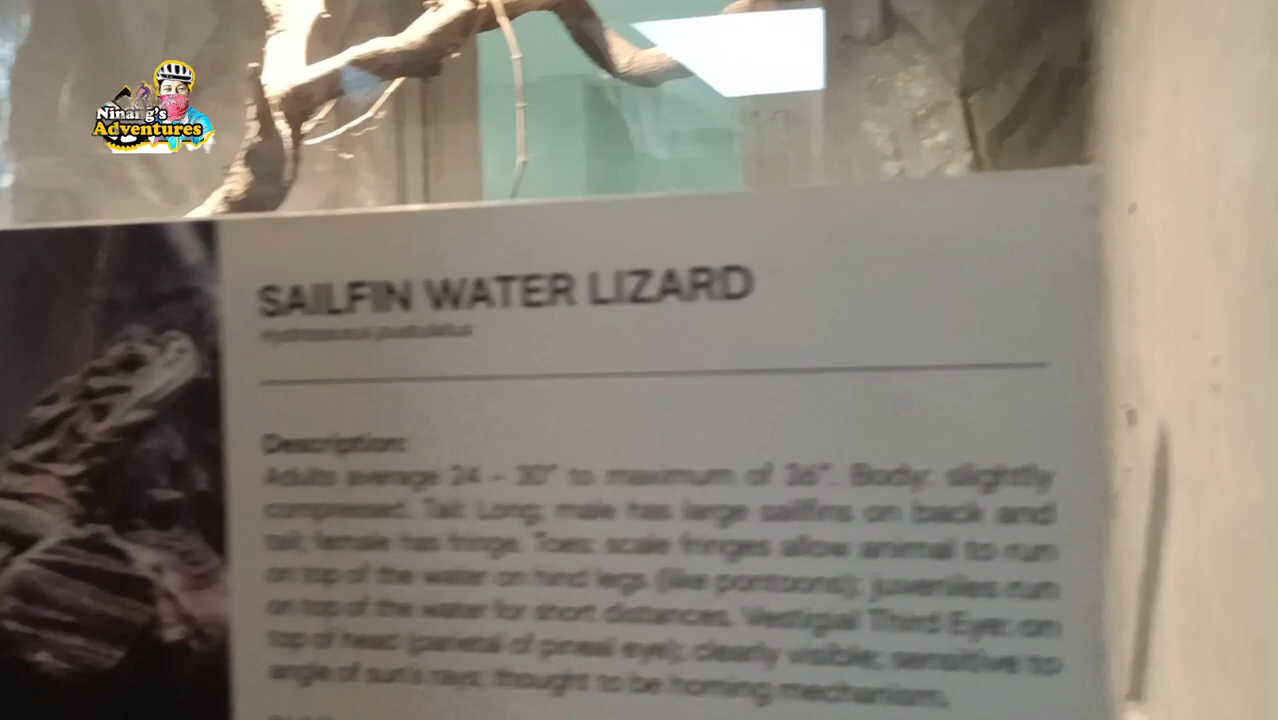 Ninang's
Adventures
SAILFIN WATER LIZARD
Hydrosaurus pustulatus
Description:
Adults average 24 - 30" to maximum of 36". Body: slightly
compressed. Tail: Long; male has large sailfins on back and
tail; female has fringe. Toes: scale fringes allow animal to run
on top of the water on hind legs (like pontoons); juveniles run
on top of the water for short distances. Vestigial Third Eye: on
top of head (parietal of pineal eye); clearly visible; sensitive to
angle of sun's rays; thought to be homing mechanism.